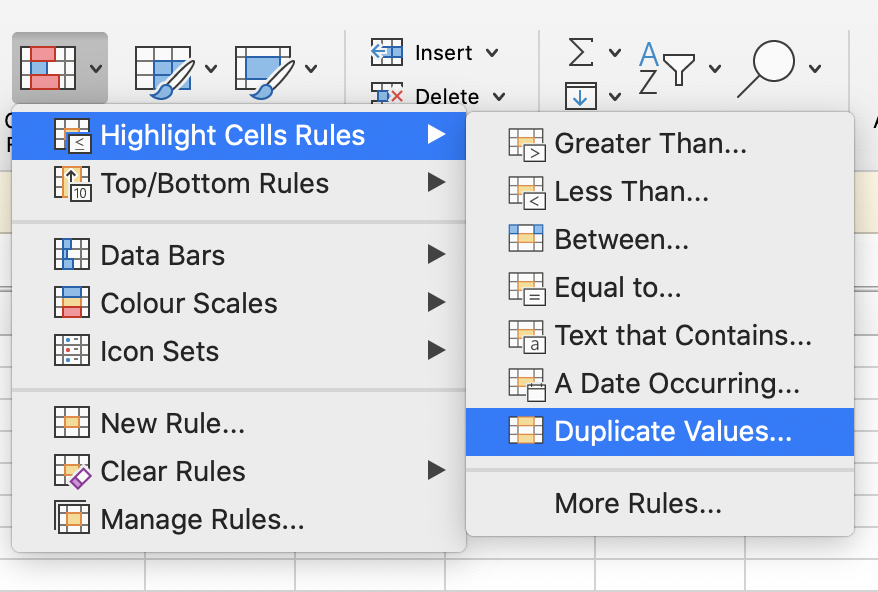 Insert
Delete
Highlight Cells Rules
Top/Bottom Rules
Data Bars
Colour Scales
Icon Sets
New Rule...
Clear Rules
Manage Rules...
Greater Than...
Less Than...
Between...
Equal to...
Text that Contains...
A Date Occurring...
Duplicate Values...
More Rules...